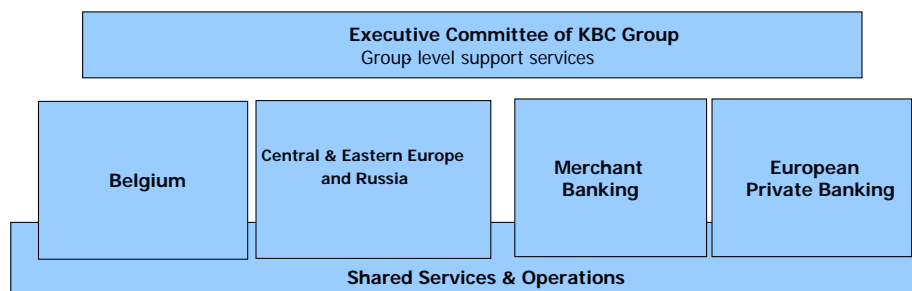 Executive Committee of KBC Group
Group-level support services
Belgium
Central & Eastern Europe
and Russia
Merchant
Banking
European
Private Banking
Shared Services & Operations